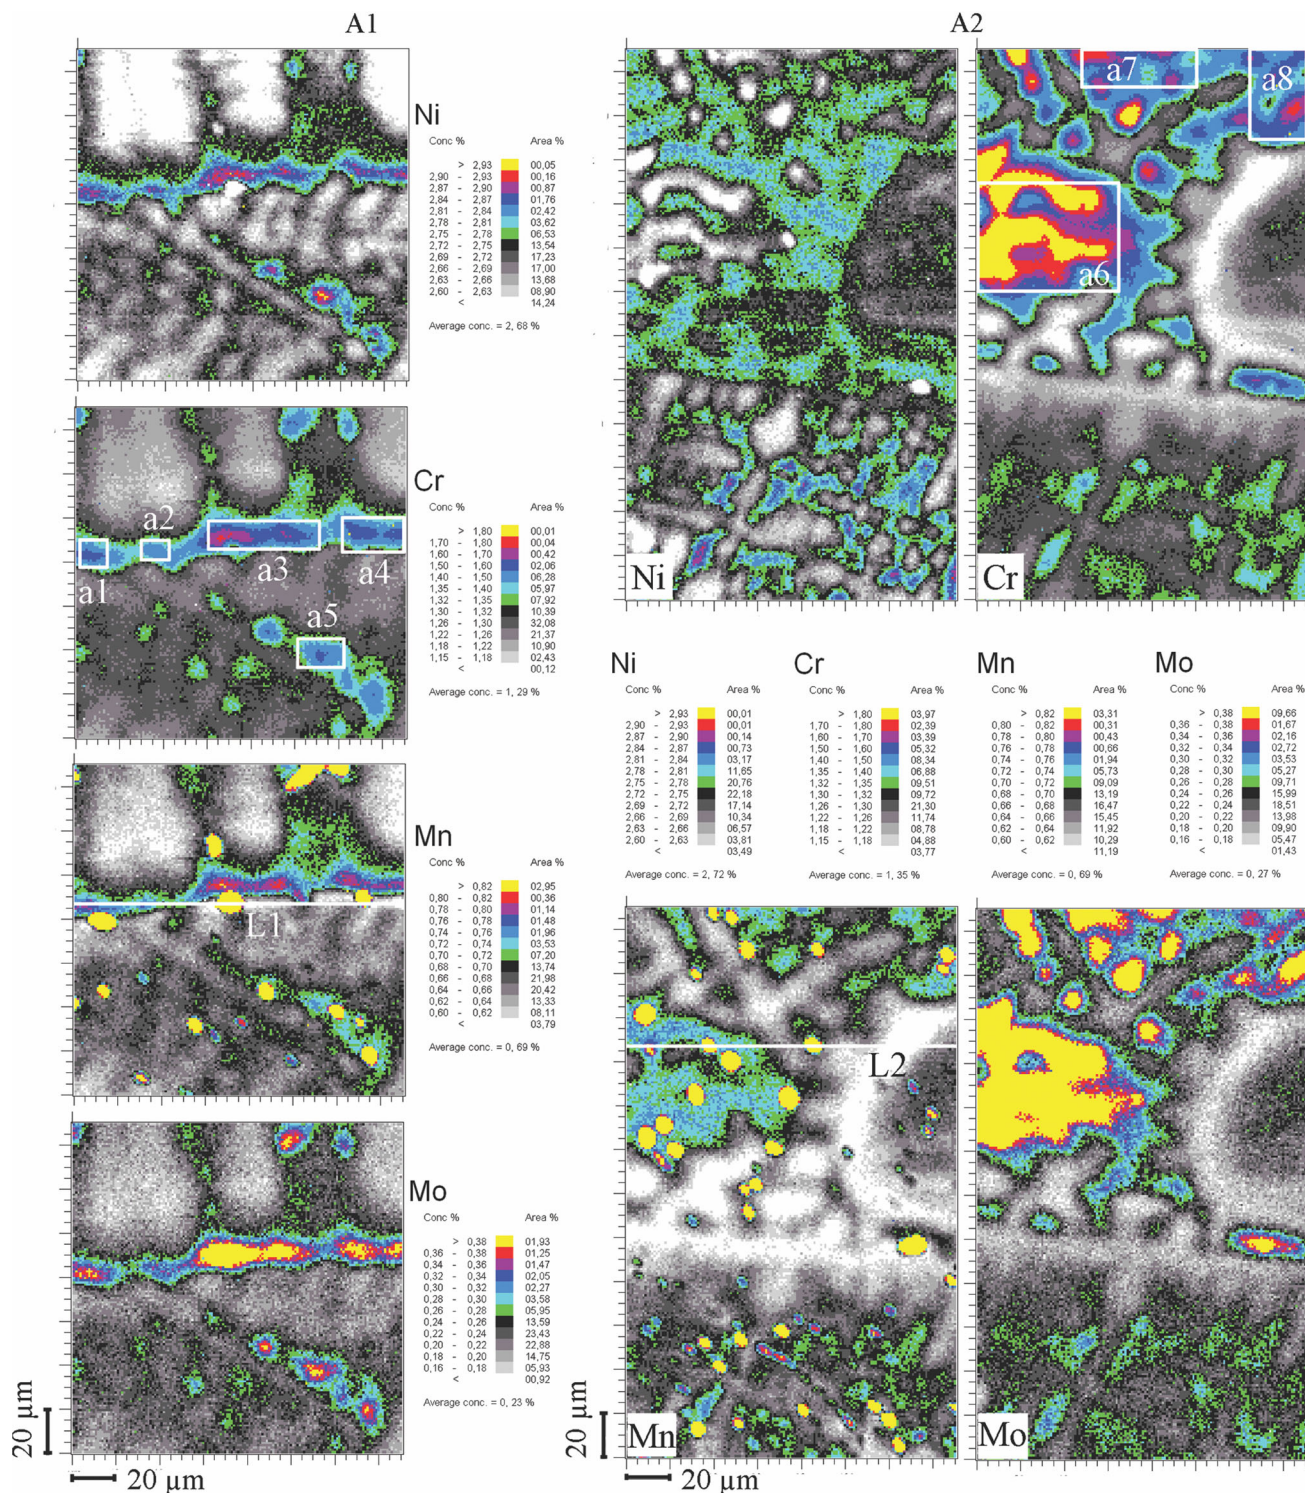 A1
A2
Ni
Conc %   Area %
> 2,93   00,05
2,90 - 2,93   00,16
2,87 - 2,90   00,87
2,84 - 2,87   01,76
2,81 - 2,84   02,42
2,78 - 2,81   03,62
2,75 - 2,78   06,53
2,72 - 2,75   13,54
2,69 - 2,72   17,23
2,66 - 2,69   17,00
2,63 - 2,66   13,68
2,60 - 2,63   08,90
<   14,24
Average conc. = 2, 68 %
Cr
Conc %   Area %
> 1,80   00,01
1,70 - 1,80   00,04
1,60 - 1,70   00,42
1,50 - 1,60   02,06
1,40 - 1,50   06,28
1,35 - 1,40   05,97
1,32 - 1,35   07,92
1,30 - 1,32   10,39
1,26 - 1,30   32,08
1,22 - 1,26   21,37
1,18 - 1,22   10,90
1,15 - 1,18   02,43
<   00,12
Average conc. = 1, 29 %
a1
a2
a3
a4
a5
Mn
Conc %   Area %
> 0,82   02,95
0,80 - 0,82   00,36
0,78 - 0,80   01,14
0,76 - 0,78   01,48
0,74 - 0,76   01,96
0,72 - 0,74   03,53
0,70 - 0,72   07,20
0,68 - 0,70   13,74
0,66 - 0,68   21,98
0,64 - 0,66   20,42
0,62 - 0,64   13,33
0,60 - 0,62   08,11
<   03,79
Average conc. = 0, 69 %
L1
Mo
Conc %   Area %
> 0,38   01,93
0,36 - 0,38   01,25
0,34 - 0,36   01,47
0,32 - 0,34   02,05
0,30 - 0,32   02,27
0,28 - 0,30   03,58
0,26 - 0,28   05,95
0,24 - 0,26   13,59
0,22 - 0,24   23,43
0,20 - 0,22   22,88
0,18 - 0,20   14,75
0,16 - 0,18   05,93
<   00,92
Average conc. = 0, 23 %
20 µm
20 µm
a7
a8
a6
Ni
Cr
Ni
Conc %   Area %
> 2,93   00,01
2,90 - 2,93   00,01
2,87 - 2,90   00,14
2,84 - 2,87   00,73
2,81 - 2,84   03,17
2,78 - 2,81   11,65
2,75 - 2,78   20,76
2,72 - 2,75   22,18
2,69 - 2,72   17,14
2,66 - 2,69   10,34
2,63 - 2,66   06,57
2,60 - 2,63   03,81
<   03,49
Average conc. = 2, 72 %
Cr
Conc %   Area %
> 1,80   03,97
1,70 - 1,80   02,39
1,60 - 1,70   03,39
1,50 - 1,60   05,32
1,40 - 1,50   08,34
1,35 - 1,40   06,88
1,32 - 1,35   09,51
1,30 - 1,32   09,72
1,26 - 1,30   21,30
1,22 - 1,26   11,74
1,18 - 1,22   08,78
1,15 - 1,18   04,88
<   03,77
Average conc. = 1, 35 %
Mn
Conc %   Area %
> 0,82   03,31
0,80 - 0,82   00,31
0,78 - 0,80   00,43
0,76 - 0,78   00,66
0,74 - 0,76   01,94
0,72 - 0,74   05,73
0,70 - 0,72   09,09
0,68 - 0,70   13,19
0,66 - 0,68   16,47
0,64 - 0,66   15,45
0,62 - 0,64   11,92
0,60 - 0,62   10,29
<   11,19
Average conc. = 0, 69 %
Mo
Conc %   Area %
> 0,38   09,66
0,36 - 0,38   01,67
0,34 - 0,36   02,16
0,32 - 0,34   02,72
0,30 - 0,32   03,53
0,28 - 0,30   05,27
0,26 - 0,28   09,71
0,24 - 0,26   15,99
0,22 - 0,24   18,51
0,20 - 0,22   13,98
0,18 - 0,20   09,90
0,16 - 0,18   05,47
<   01,43
Average conc. = 0, 27 %
L2
Mn
Mo
20 µm
20 µm